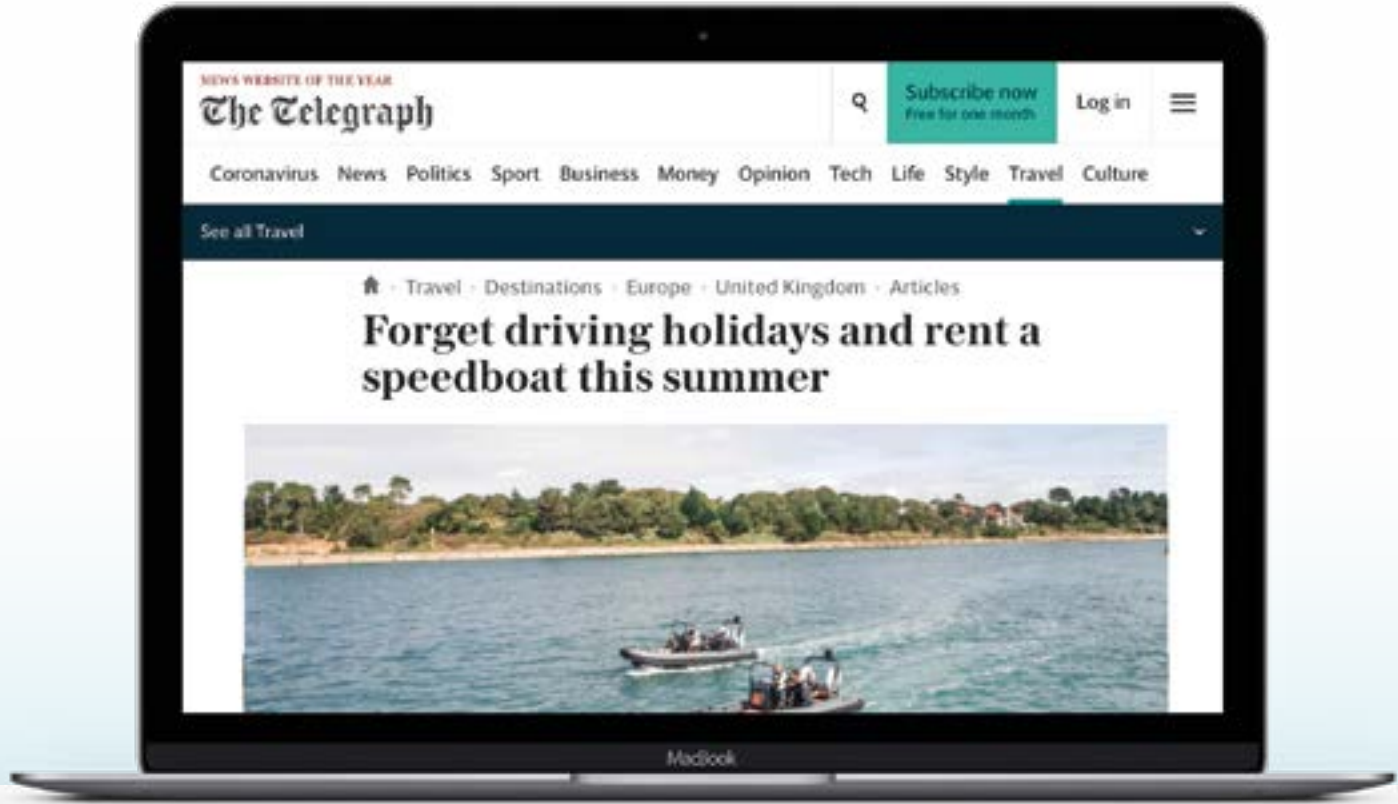 NEWS WEBSITE OF THE YEAR
The Telegraph
Subscribe now
Free for one month
Log in
Coronavirus News Politics Sport Business Money Opinion Tech Life Style Travel Culture
See all Travel
Travel · Destinations · Europe · United Kingdom · Articles
Forget driving holidays and rent a
speedboat this summer
MacBook